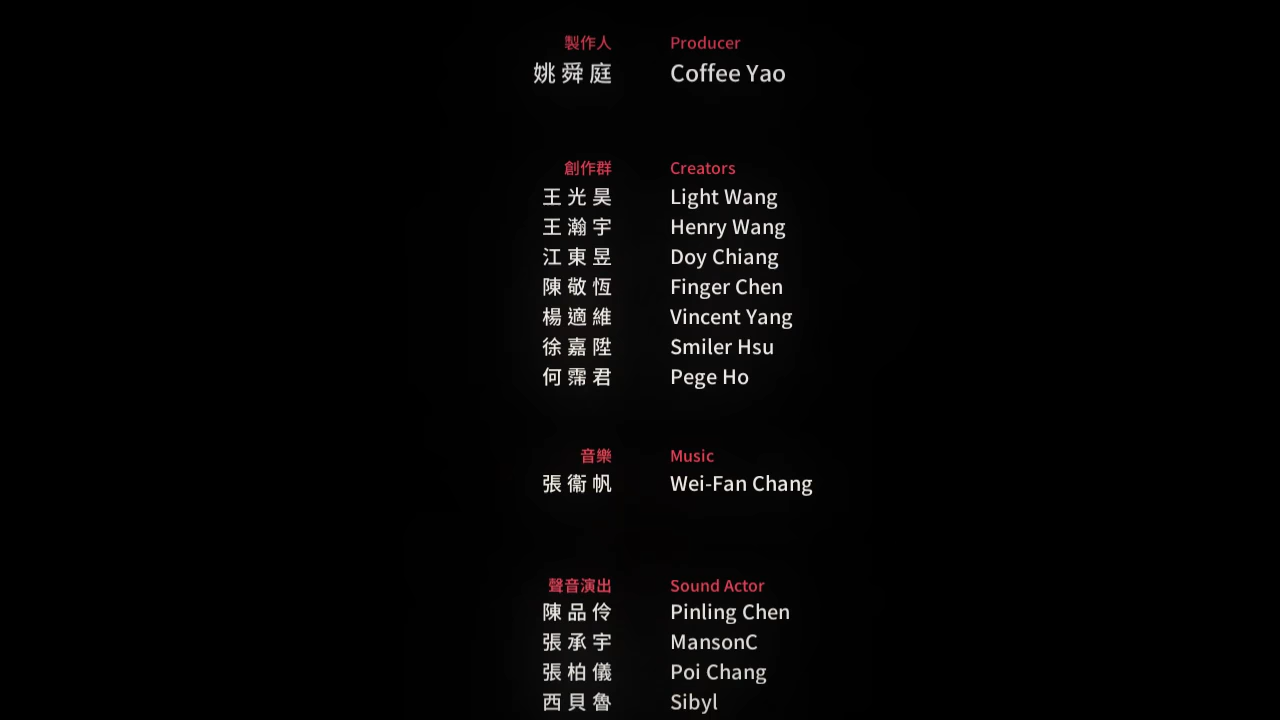 製作人 Producer
姚舜庭 Coffee Yao
創作群 Creators
王光昊 Light Wang
王瀚宇 Henry Wang
江東昱 Doy Chiang
陳敬恆 Finger Chen
楊適維 Vincent Yang
徐嘉陞 Smiler Hsu
何霈君 Pege Ho
音樂 Music
張衞帆 Wei-Fan Chang
聲音演出 Sound Actor
陳品伶 Pinling Chen
張承宇 MansonC
張柏儀 Poi Chang
西貝魯 Sibyl